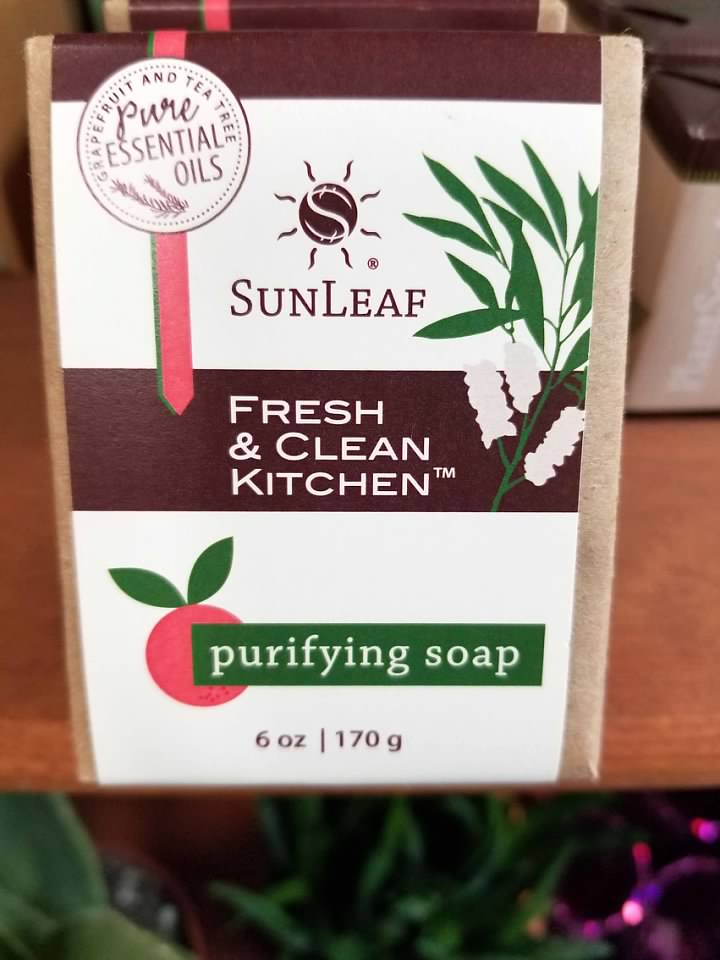 GRAPEFRUIT AND TEA TREE
Pure
ESSENTIAL
OILS
®
SUNLEAF
FRESH
& CLEAN
KITCHEN™
purifying soap
6 oz | 170 g